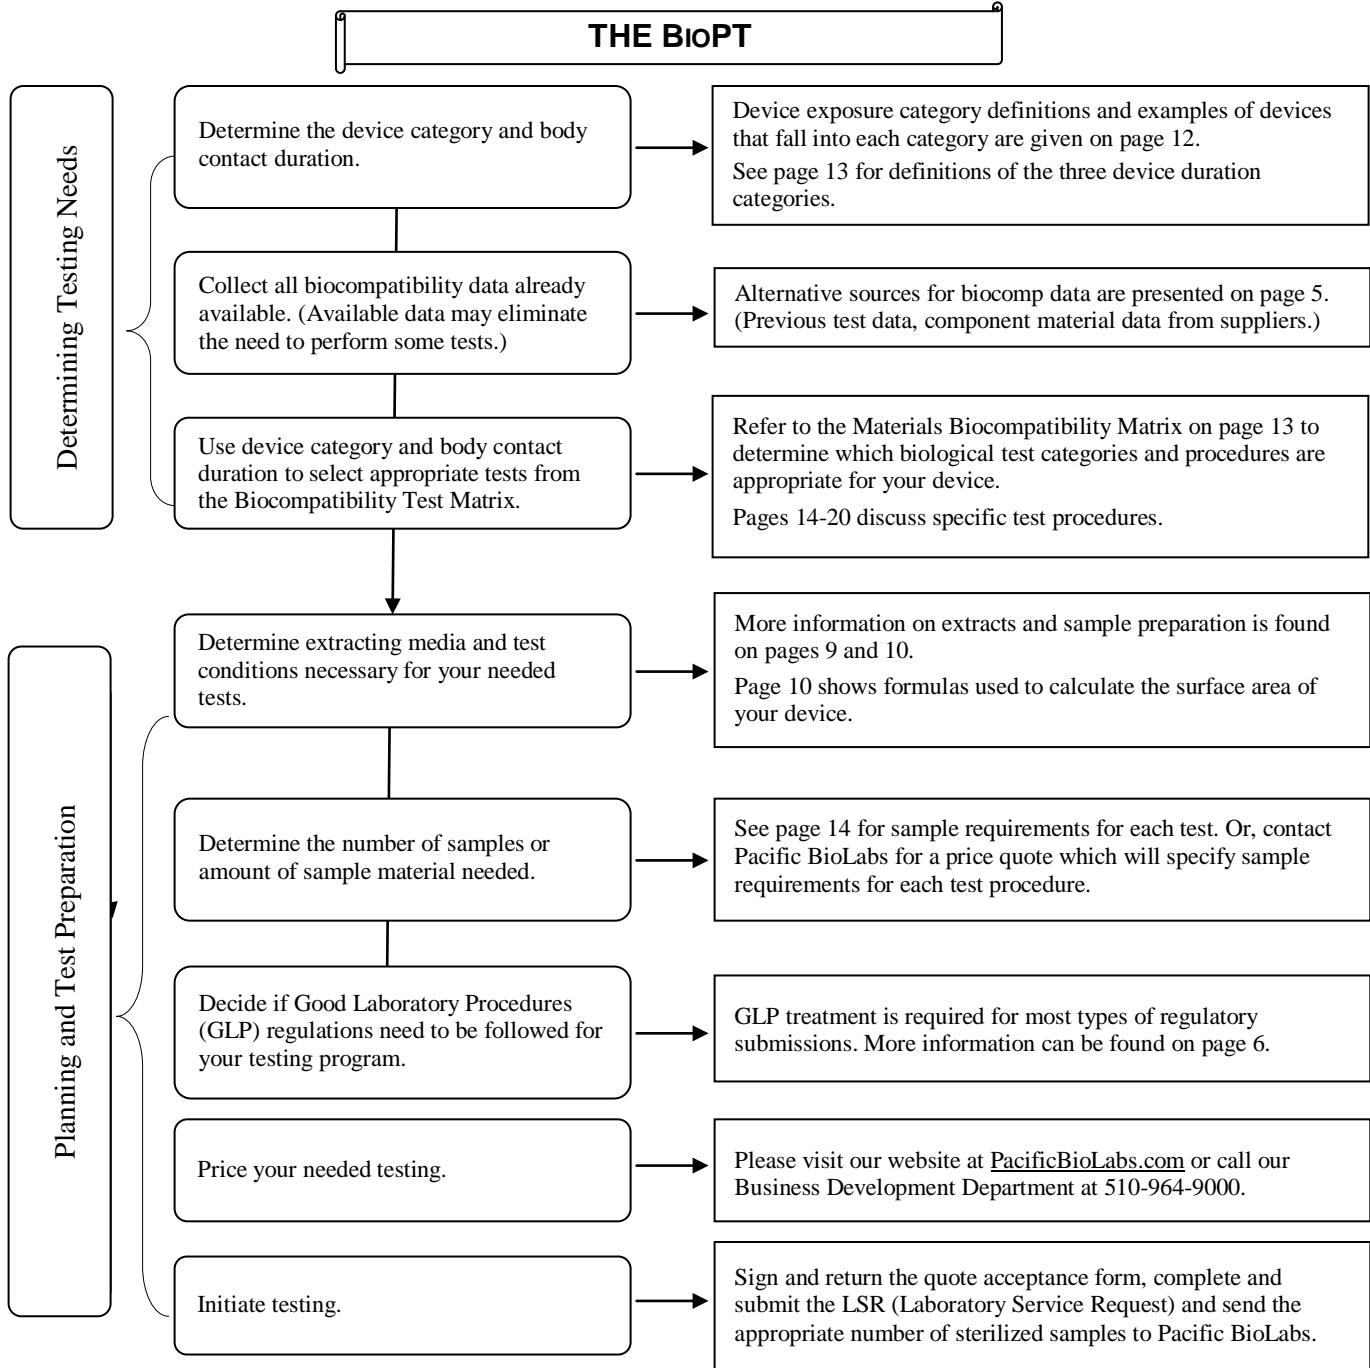 THE BIOPT
Determining Testing Needs
Determine the device category and body
contact duration.
Device exposure category definitions and examples of devices
that fall into each category are given on page 12.
See page 13 for definitions of the three device duration
categories.
Collect all biocompatibility data already
available. (Available data may eliminate
the need to perform some tests.)
Alternative sources for biocomp data are presented on page 5.
(Previous test data, component material data from suppliers.)
Use device category and body contact
duration to select appropriate tests from
the Biocompatibility Test Matrix.
Refer to the Materials Biocompatibility Matrix on page 13 to
determine which biological test categories and procedures are
appropriate for your device.
Pages 14-20 discuss specific test procedures.
Planning and Test Preparation
Determine extracting media and test
conditions necessary for your needed
tests.
More information on extracts and sample preparation is found
on pages 9 and 10.
Page 10 shows formulas used to calculate the surface area of
your device.
Determine the number of samples or
amount of sample material needed.
See page 14 for sample requirements for each test. Or, contact
Pacific BioLabs for a price quote which will specify sample
requirements for each test procedure.
Decide if Good Laboratory Procedures
(GLP) regulations need to be followed for
your testing program.
GLP treatment is required for most types of regulatory
submissions. More information can be found on page 6.
Price your needed testing.
Please visit our website at PacificBioLabs.com or call our
Business Development Department at 510-964-9000.
Initiate testing.
Sign and return the quote acceptance form, complete and
submit the LSR (Laboratory Service Request) and send the
appropriate number of sterilized samples to Pacific BioLabs.